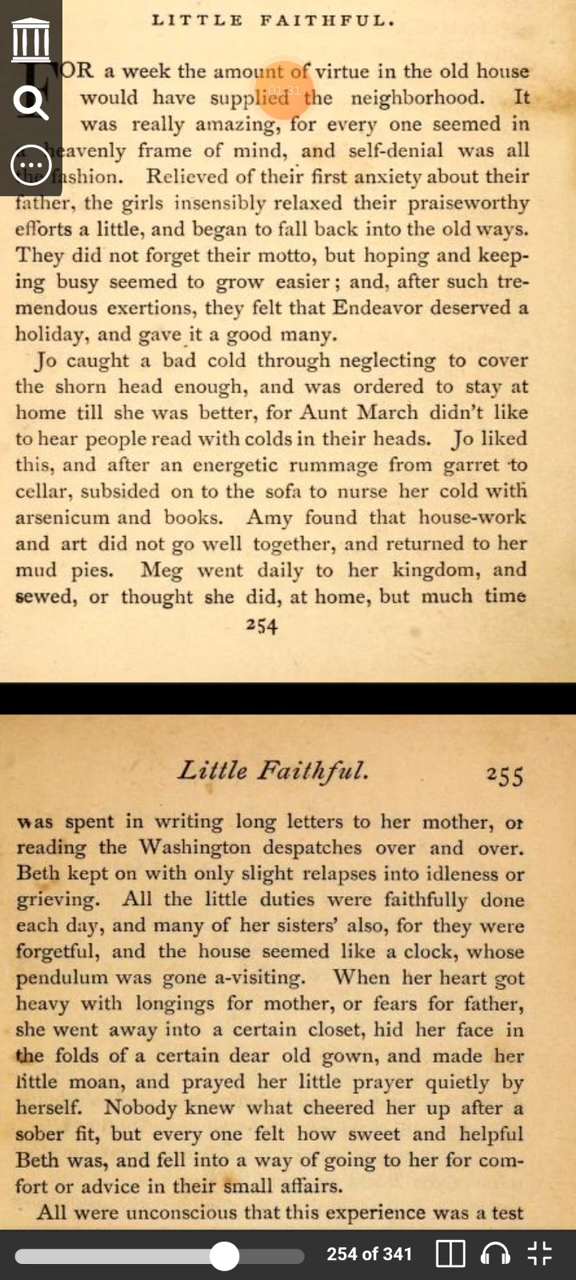 LITTLE FAITHFUL.
FOR a week the amount of virtue in the old house
would have supplied the neighborhood. It
was really amazing, for every one seemed in
a heavenly frame of mind, and self-denial was all
the fashion. Relieved of their first anxiety about their
father, the girls insensibly relaxed their praiseworthy
efforts a little, and began to fall back into the old ways.
They did not forget their motto, but hoping and keep-
ing busy seemed to grow easier; and, after such tre-
mendous exertions, they felt that Endeavor deserved a
holiday, and gave it a good many.
Jo caught a bad cold through neglecting to cover
the shorn head enough, and was ordered to stay at
home till she was better, for Aunt March didn't like
to hear people read with colds in their heads. Jo liked
this, and after an energetic rummage from garret to
cellar, subsided on to the sofa to nurse her cold with
arsenicum and books. Amy found that house-work
and art did not go well together, and returned to her
mud pies. Meg went daily to her kingdom, and
sewed, or thought she did, at home, but much time
254
Little Faithful. 255
was spent in writing long letters to her mother, or
reading the Washington despatches over and over.
Beth kept on with only slight relapses into idleness or
grieving. All the little duties were faithfully done
each day, and many of her sisters' also, for they were
forgetful, and the house seemed like a clock, whose
pendulum was gone a-visiting. When her heart got
heavy with longings for mother, or fears for father,
she went away into a certain closet, hid her face in
the folds of a certain dear old gown, and made her
little moan, and prayed her little prayer quietly by
herself. Nobody knew what cheered her up after a
sober fit, but every one felt how sweet and helpful
Beth was, and fell into a way of going to her for com-
fort or advice in their small affairs.
All were unconscious that this experience was a test
254 of 341